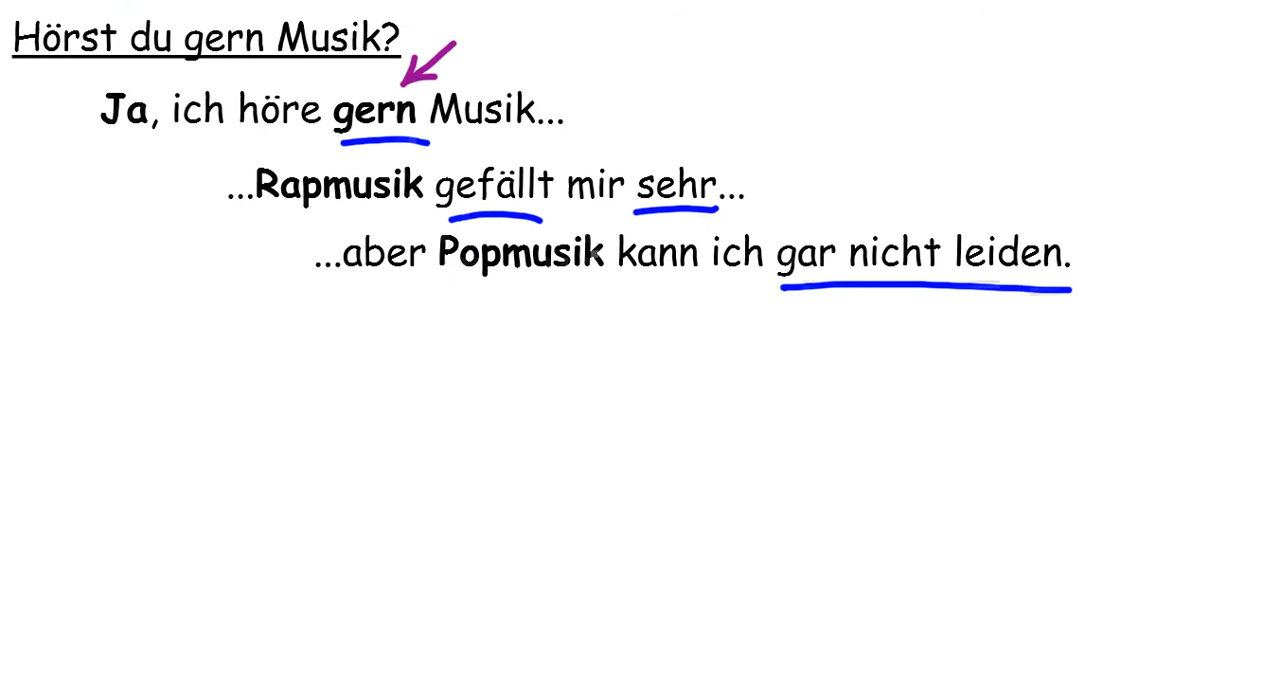 Hörst du gern Musik?
Ja, ich höre gern Musik...
...Rapmusik gefällt mir sehr...
...aber Popmusik kann ich gar nicht leiden.